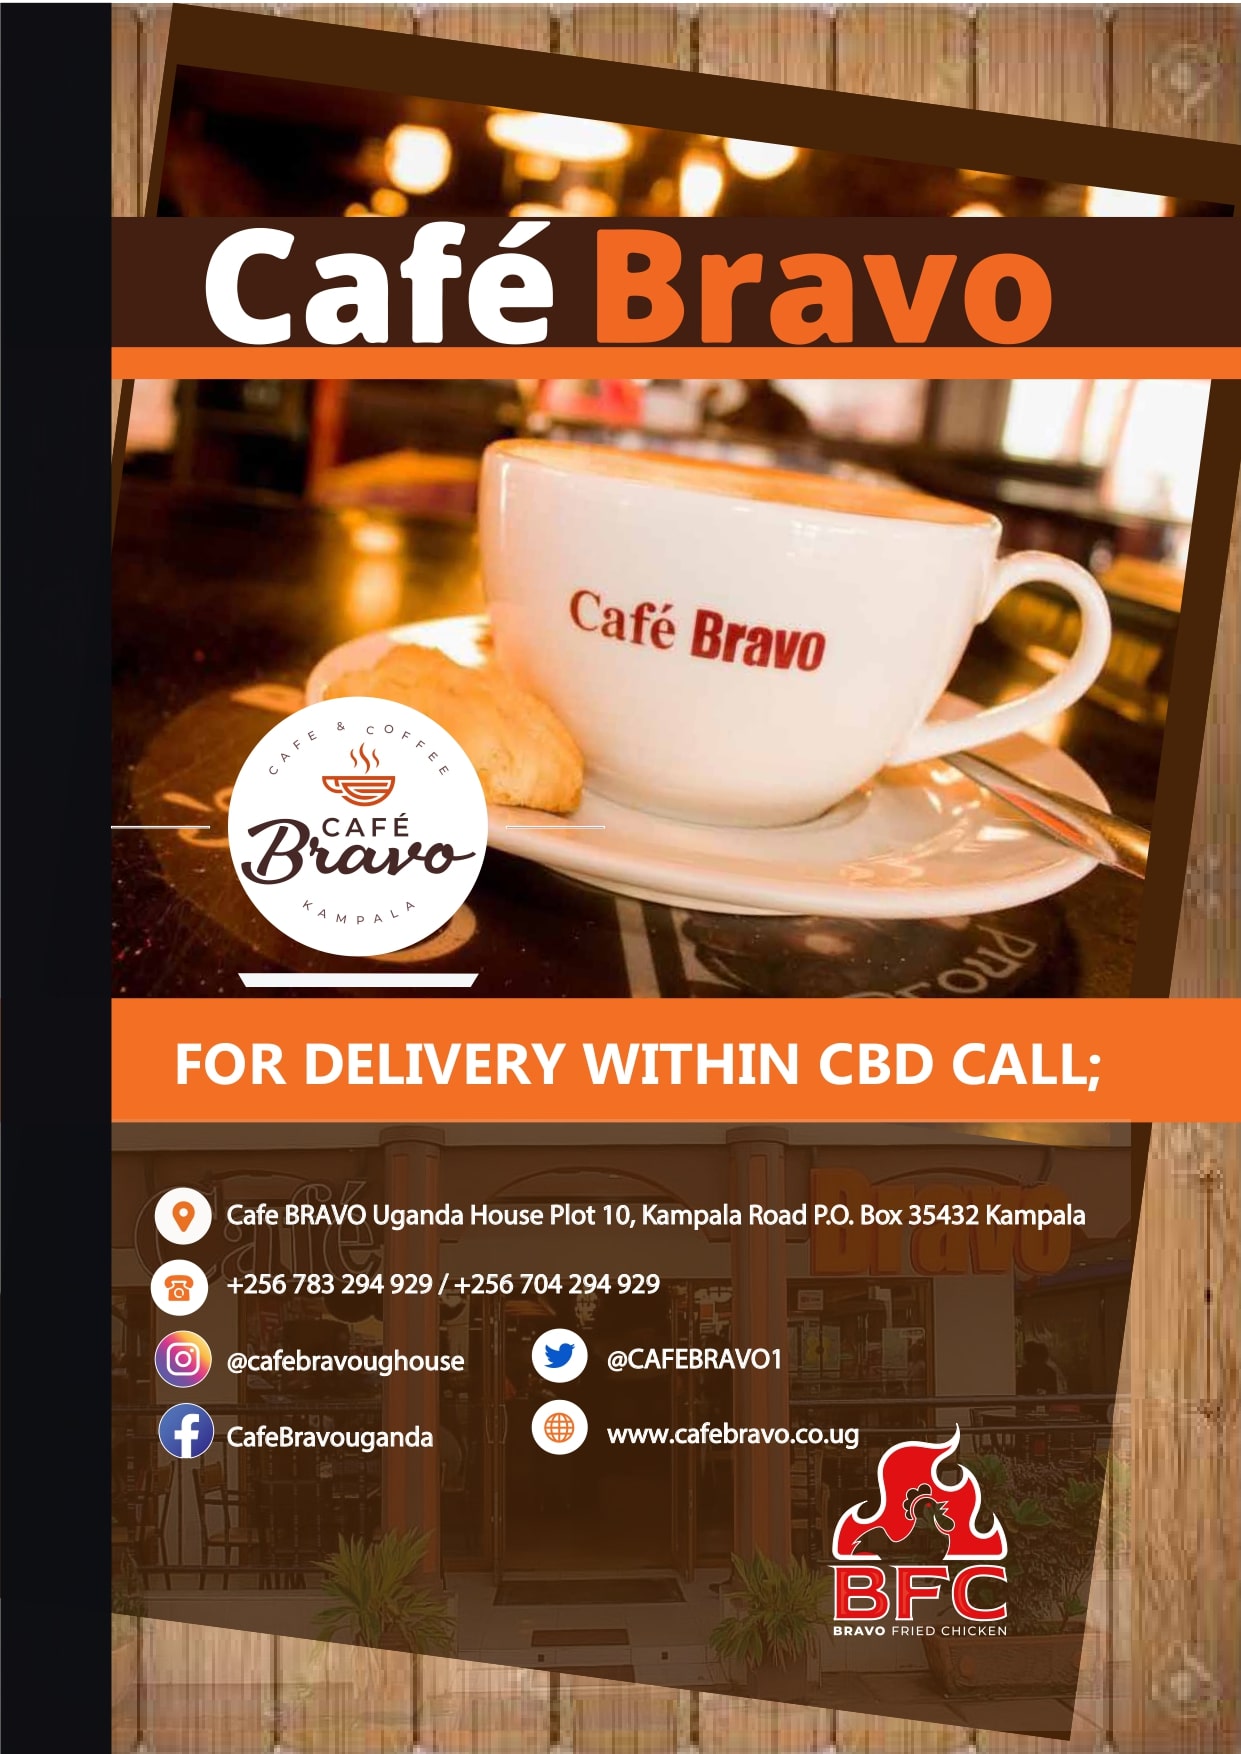 Café Bravo
Café Bravo
CAFE & COFFEE
CAFÉ
Bravo
KAMPALA
FOR DELIVERY WITHIN CBD CALL;
Café Bravo
Cafe BRAVO Uganda House Plot 10, Kampala Road P.O. Box 35432 Kampala
+256 783 294 929 / +256 704 294 929
@cafebravoughouse
@CAFEBRAVO1
CafeBravouganda
www.cafebravo.co.ug
BFC
BRAVO FRIED CHICKEN